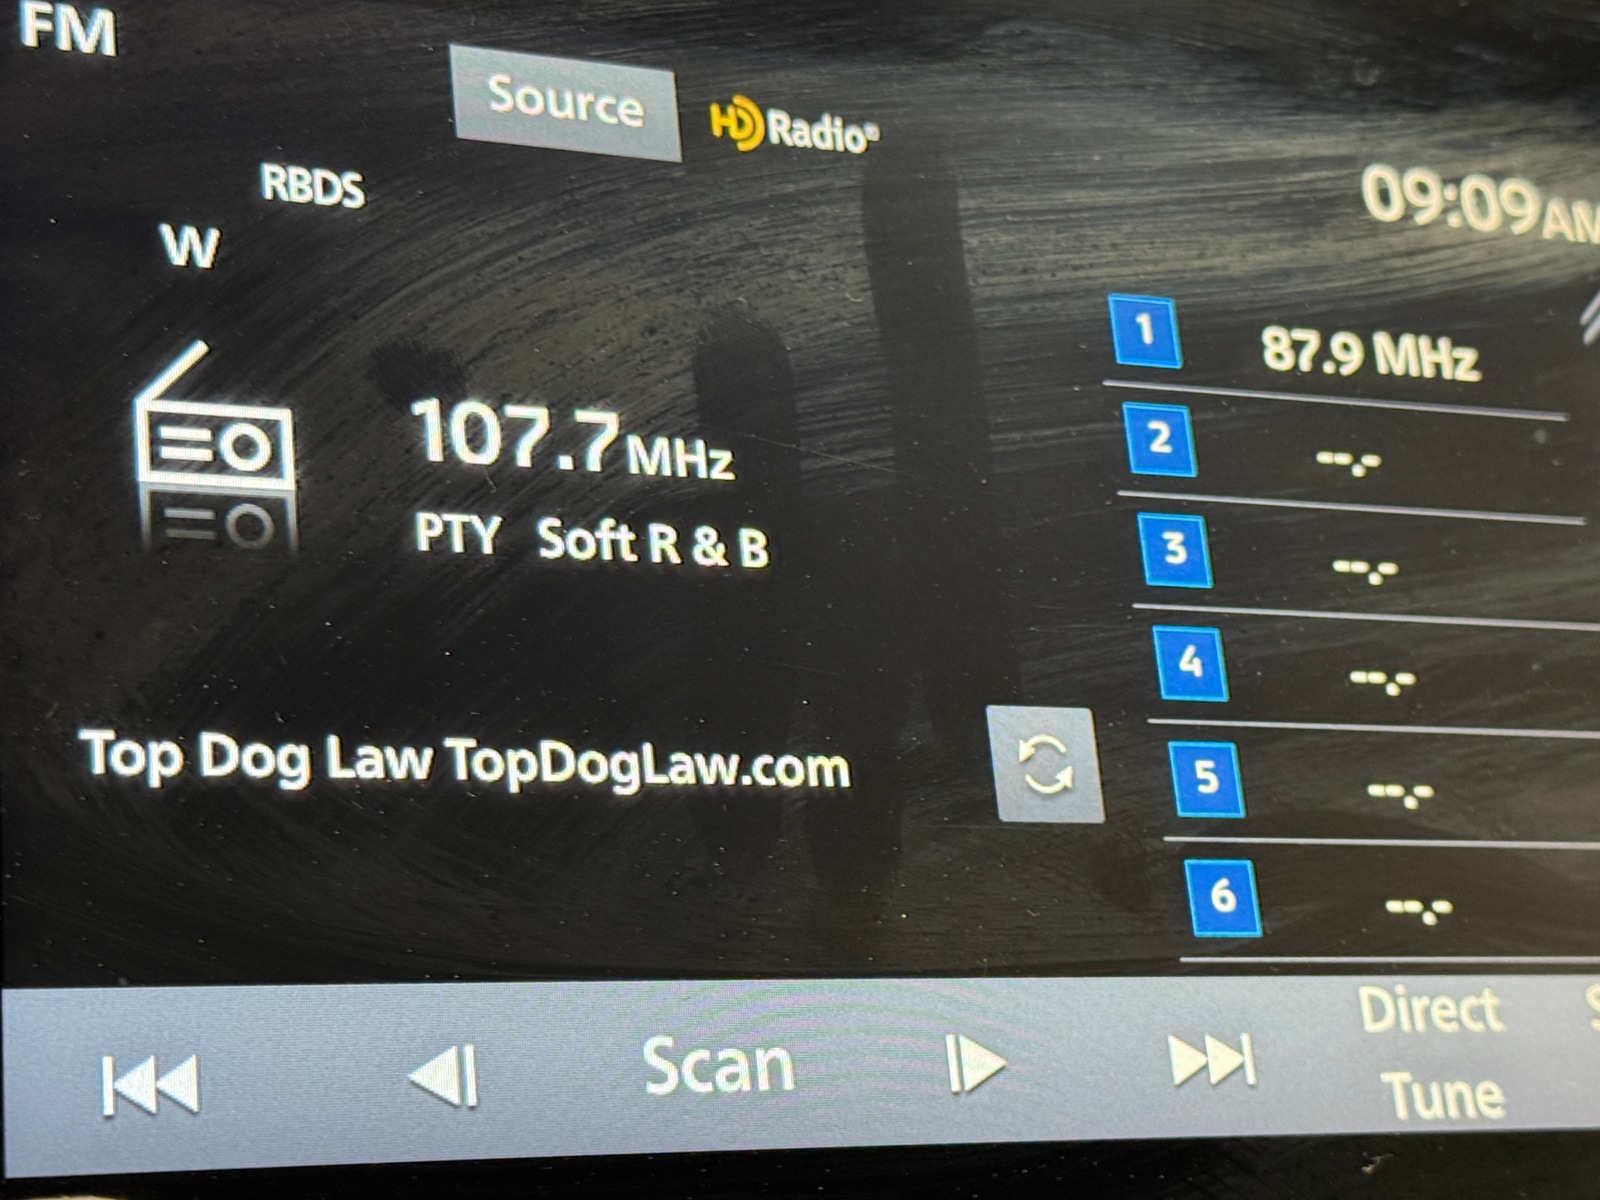 FM
Source
HD Radio®
RBDS
09:09AM
W
107.7MHz
PTY Soft R & B
Top Dog Law TopDogLaw.com
1 87.9 MHz
2 --.-
3 --.-
4 --.-
5 --.-
6 --.-
Scan
Direct
Tune